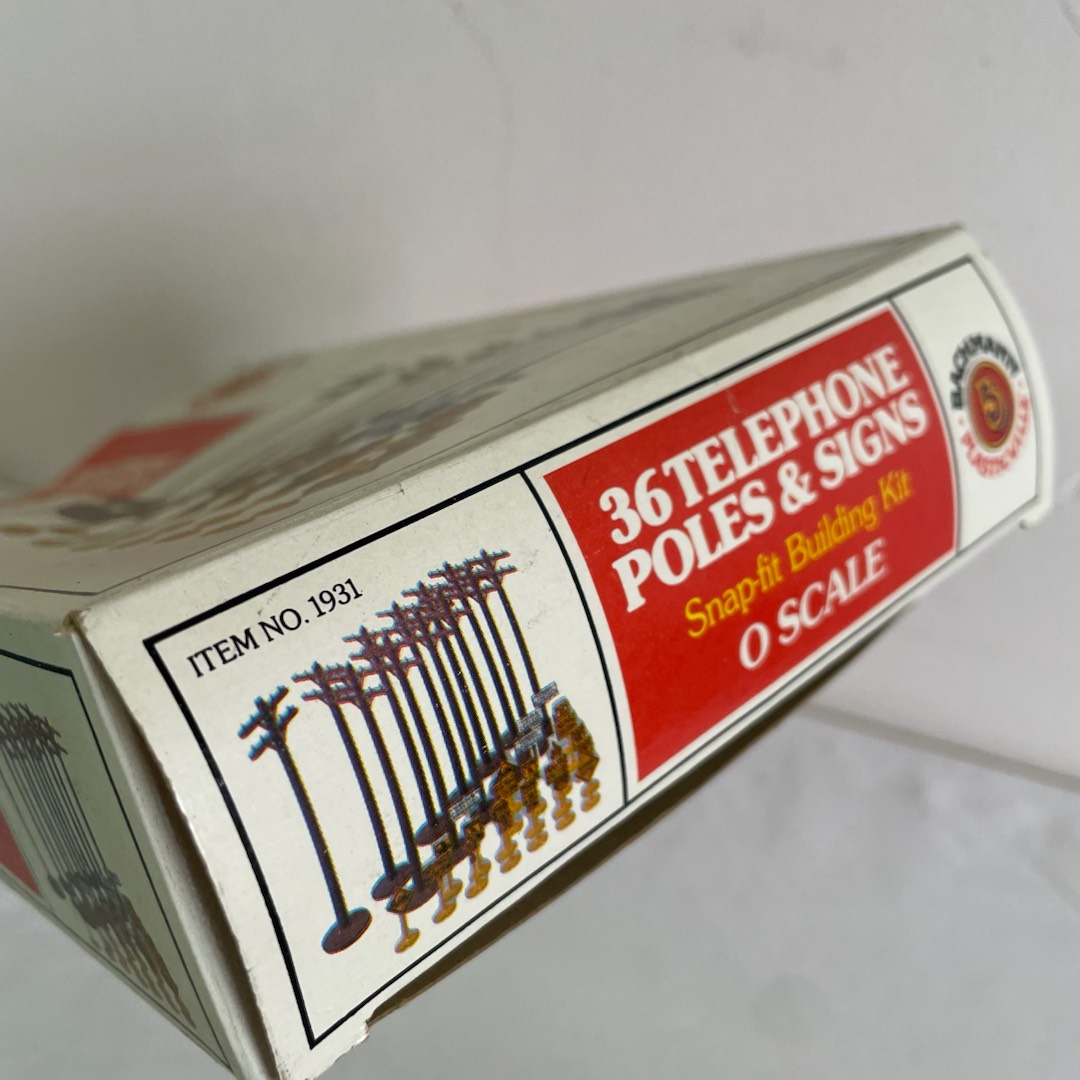 ITEM NO. 1931
36 TELEPHONE
POLES & SIGNS
Snap-fit Building Kit
O SCALE
BACHMANN
PLASTICVILLE